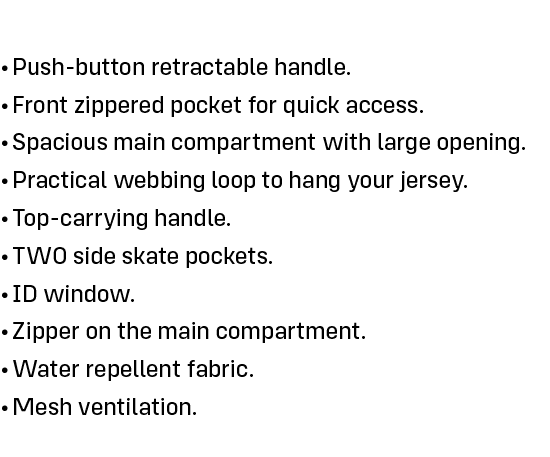 • Push-button retractable handle.
• Front zippered pocket for quick access.
• Spacious main compartment with large opening.
• Practical webbing loop to hang your jersey.
• Top-carrying handle.
• TWO side skate pockets.
• ID window.
• Zipper on the main compartment.
• Water repellent fabric.
• Mesh ventilation.